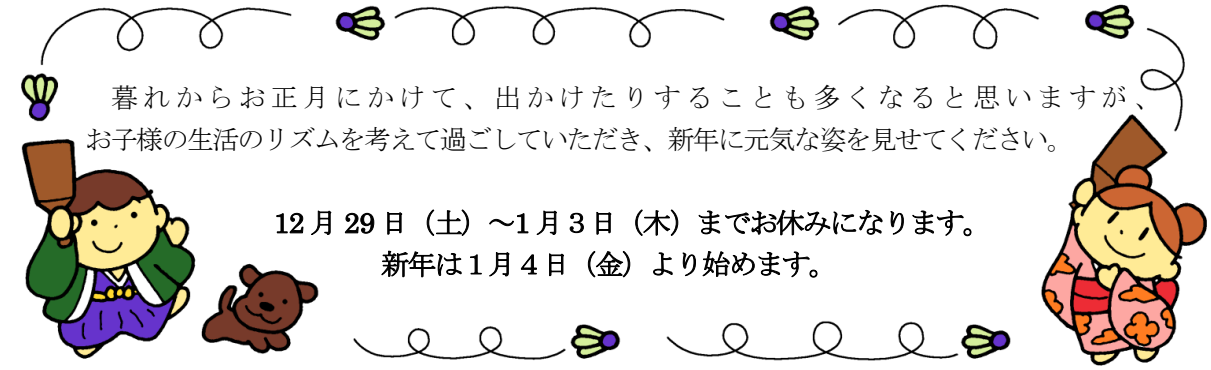 暮れからお正月にかけて、出かけたりすることも多くなると思いますが、
お子様の生活のリズムを考えて過ごしていただき、新年に元気な姿を見せてください。
12月29日（土）～1月３日（木）までお休みになります。
新年は１月４日（金）より始めます。